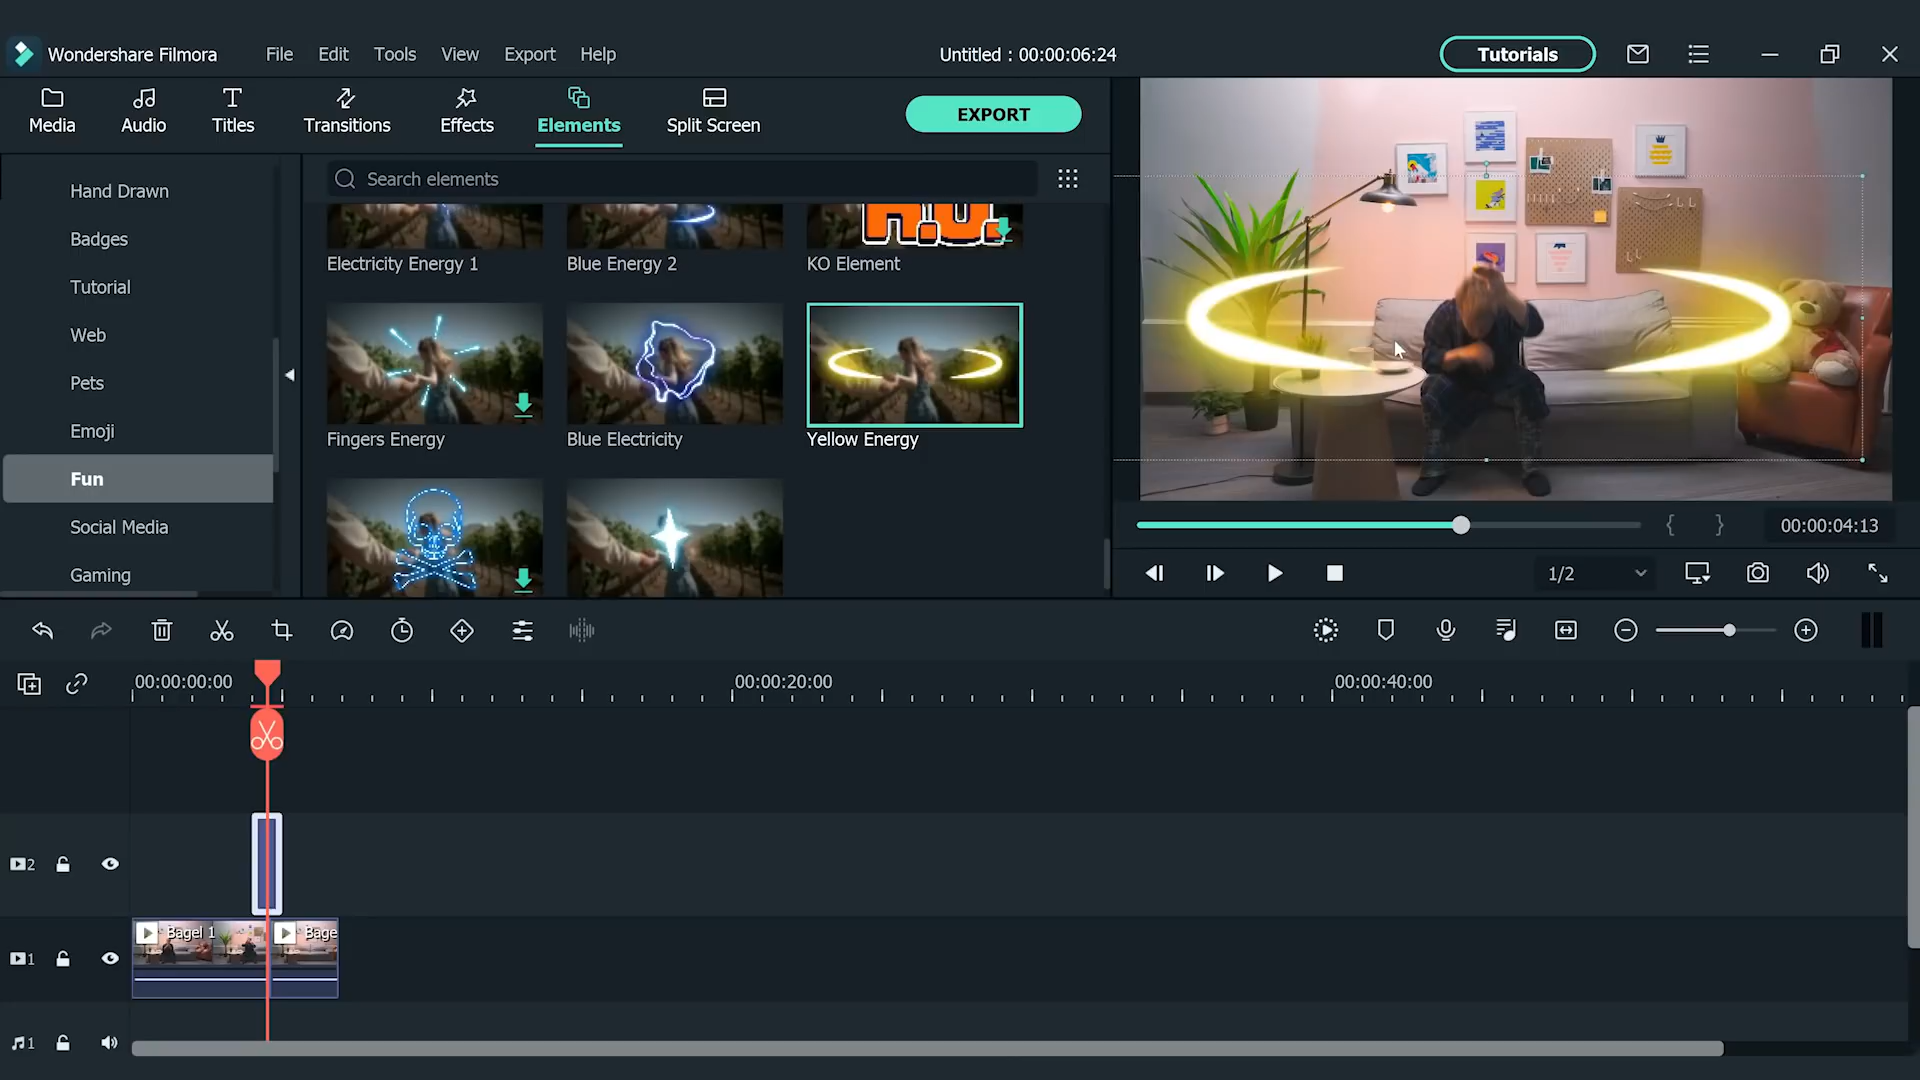 Wondershare Filmora
File
Edit
Tools
View
Export
Help
Untitled : 00:00:06:24
Tutorials
Media
Audio
Titles
Transitions
Effects
Elements
Split Screen
EXPORT
Hand Drawn
Badges
Tutorial
Web
Pets
Emoji
Fun
Social Media
Gaming
Search elements
Electricity Energy 1
Blue Energy 2
K.O.
KO Element
Fingers Energy
Blue Electricity
Yellow Energy
{ }
00:00:04:13
1/2
00:00:00:00
00:00:20:00
00:00:40:00
2
1
Bagel 1
Bage
1